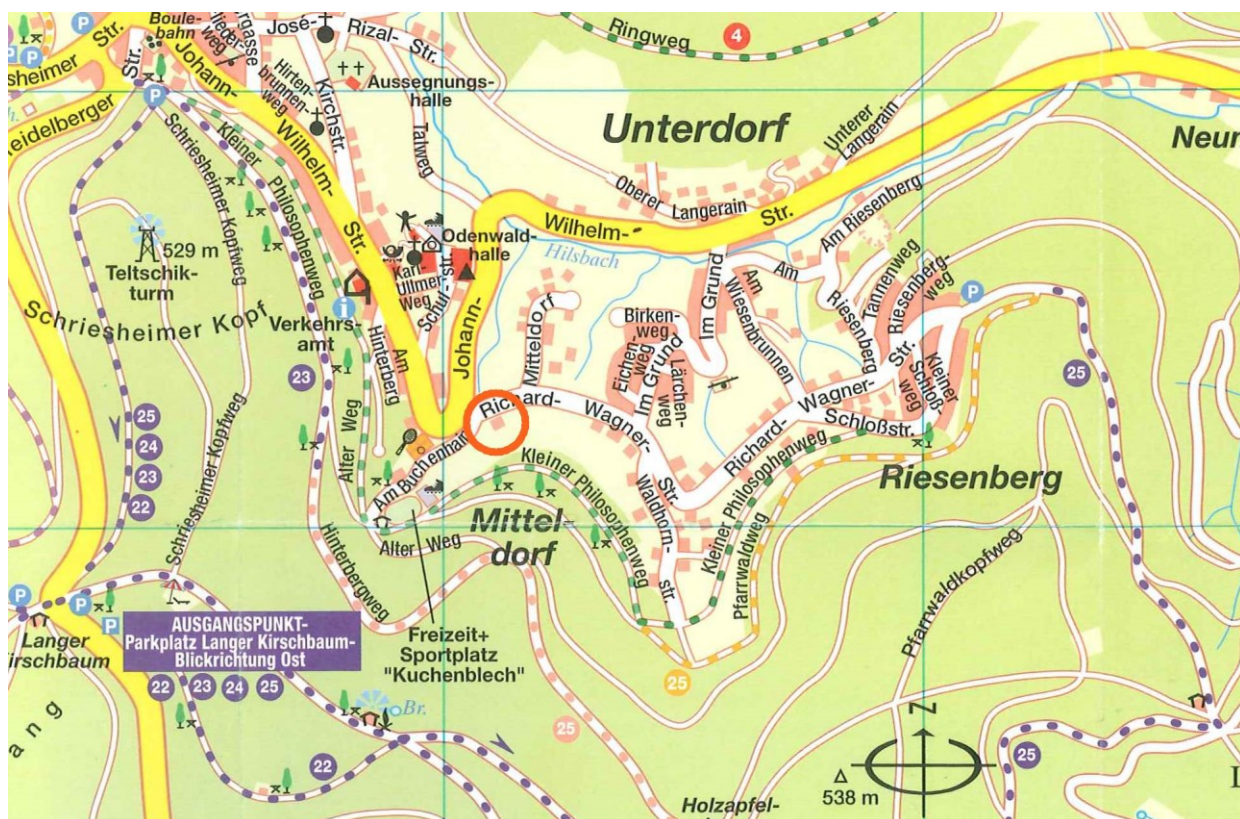 Boule-
bahn
José-
Rizal-
Str.
Ringweg
4
P
Str.
Johann-
Hirten-
brunnen-
weg
Kirchstr.
Aussegnungs-
halle
Talweg
Heidelberger
Str.
P
Schriesheimer Kopfweg
Kleiner
Philosophenweg
Wilhelm-
Str.
Unterdorf
Unterer
Langerain
Neun
Oberer Langerain
Johann-
Wilhelm-
Str.
Hilsbach
Odenwald-
halle
Karl-
Ullmer-
Weg
Schul-
str.
529 m
Teltschik-
turm
Schriesheimer Kopf
Verkehrs-
amt
i
Am
Hinterberg
Mitteldorf
Birken-
weg
Eichen-
weg
Im Grund
Im Grund
Lärchen-
weg
Am
Wiesenbrunnen
Am
Riesenberg
Am Riesenberg
Tannenweg
Riesenberg-
weg
P
Kleiner
Schloß-
weg
Richard-
Wagner-
Str.
Richard-
Wagner-
Str.
Schloßstr.
23
25
24
23
22
25
Alter Weg
Am Buchenhain
Kleiner
Philosophenweg
Waldhorn-
str.
Kleiner Philosophenweg
Pfarrwaldweg
Riesenberg
Mittel-
dorf
Alter Weg
Hinterbergweg
Schriesheimer Kopfweg
Pfarrwaldkopfweg
P
P
P
Langer
Kirschbaum
AUSGANGSPUNKT-
Parkplatz Langer Kirschbaum-
Blickrichtung Ost
22
23
24
25
Freizeit+
Sportplatz
"Kuchenblech"
25
25
Br.
22
25
N
538 m
Holzapfel-